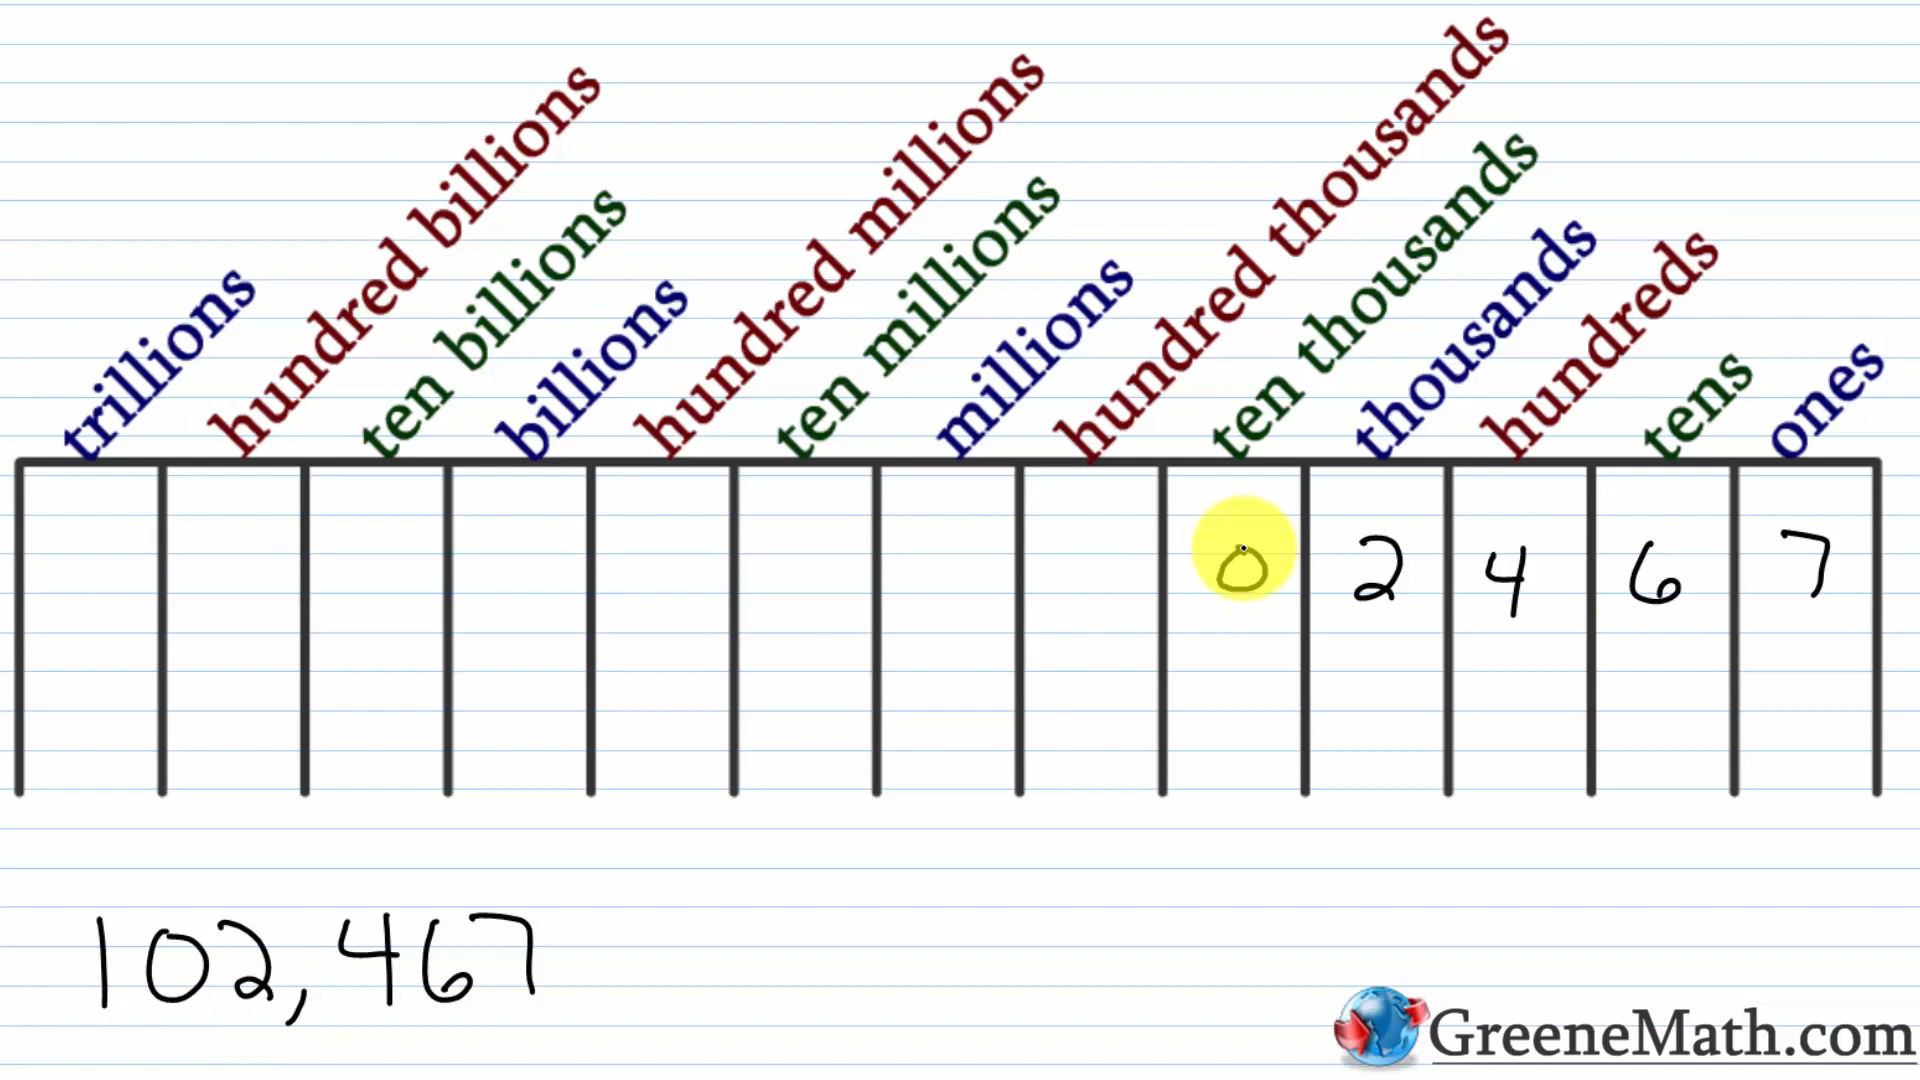 trillions
hundred billions
ten billions
billions
hundred millions
ten millions
millions
hundred thousands
ten thousands
thousands
hundreds
tens
ones
0 2 4 6 7
102,467
GreeneMath.com